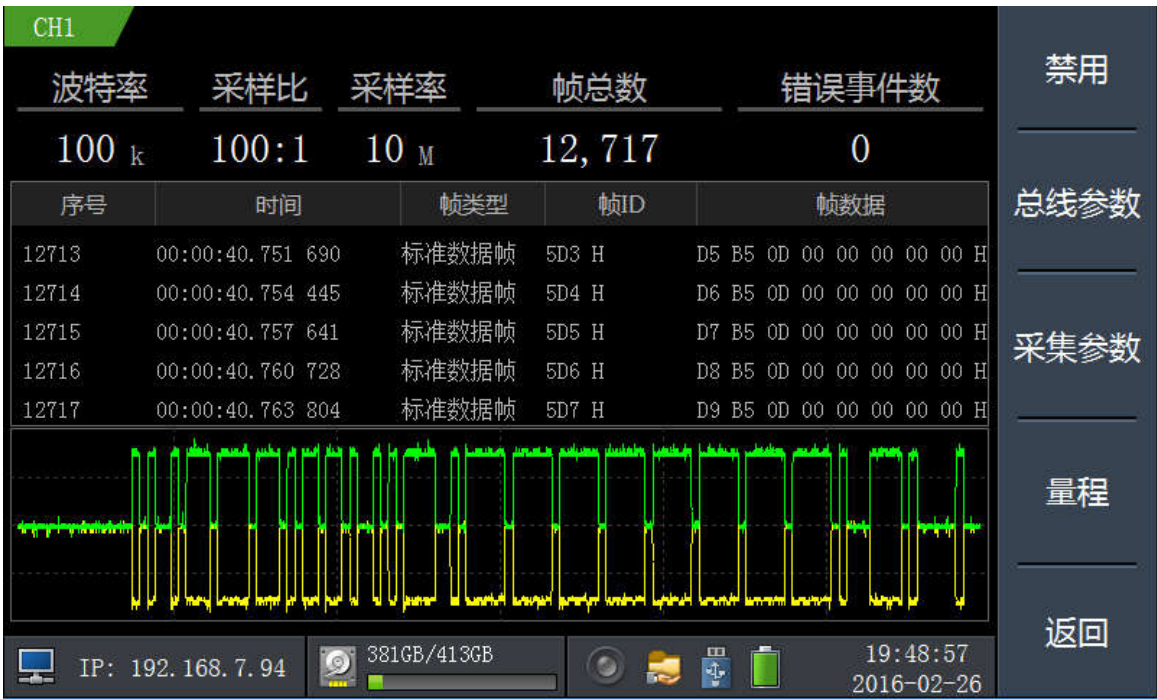 CH1
波特率 采样比 采样率 帧总数 错误事件数
100 k 100:1 10 M 12,717 0
序号 时间 帧类型 帧ID 帧数据
12713 00:00:40.751 690 标准数据帧 5D3 H D5 B5 0D 00 00 00 00 00 H
12714 00:00:40.754 445 标准数据帧 5D4 H D6 B5 0D 00 00 00 00 00 H
12715 00:00:40.757 641 标准数据帧 5D5 H D7 B5 0D 00 00 00 00 00 H
12716 00:00:40.760 728 标准数据帧 5D6 H D8 B5 0D 00 00 00 00 00 H
12717 00:00:40.763 804 标准数据帧 5D7 H D9 B5 0D 00 00 00 00 00 H
IP: 192.168.7.94 381GB/413GB 19:48:57
2016-02-26
禁用
总线参数
采集参数
量程
返回